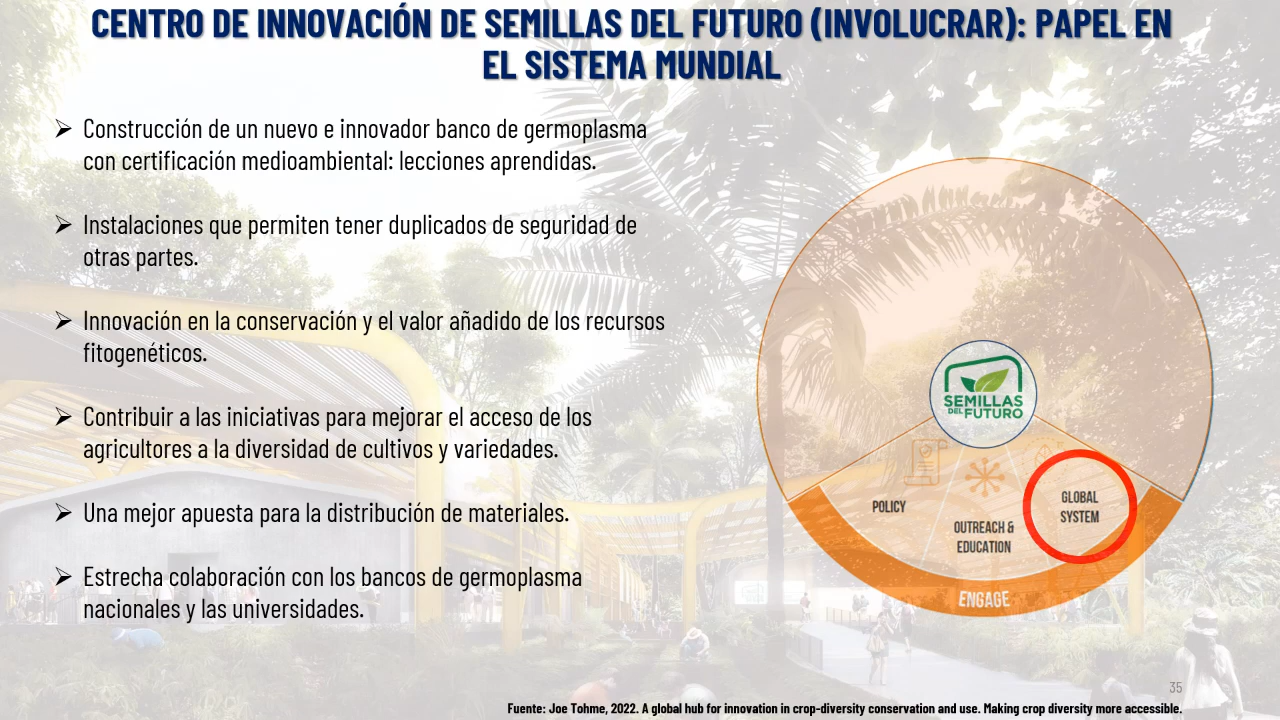 CENTRO DE INNOVACIÓN DE SEMILLAS DEL FUTURO (INVOLUCRAR): PAPEL EN
EL SISTEMA MUNDIAL
Construcción de un nuevo e innovador banco de germoplasma
con certificación medioambiental: lecciones aprendidas.
Instalaciones que permiten tener duplicados de seguridad de
otras partes.
Innovación en la conservación y el valor añadido de los recursos
fitogenéticos.
Contribuir a las iniciativas para mejorar el acceso de los
agricultores a la diversidad de cultivos y variedades.
Una mejor apuesta para la distribución de materiales.
Estrecha colaboración con los bancos de germoplasma
nacionales y las universidades.
SEMILLAS
DEL FUTURO
POLICY
OUTREACH &
EDUCATION
GLOBAL
SYSTEM
ENGAGE
35
Fuente: Joe Tohme, 2022. A global hub for innovation in crop-diversity conservation and use. Making crop diversity more accessible.